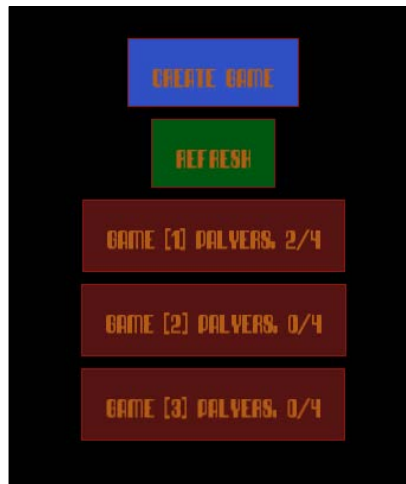 CREATE GAME
REFRESH
GAME [1] PALYERS. 2/4
GAME [2] PALYERS. 0/4
GAME [3] PALYERS. 0/4